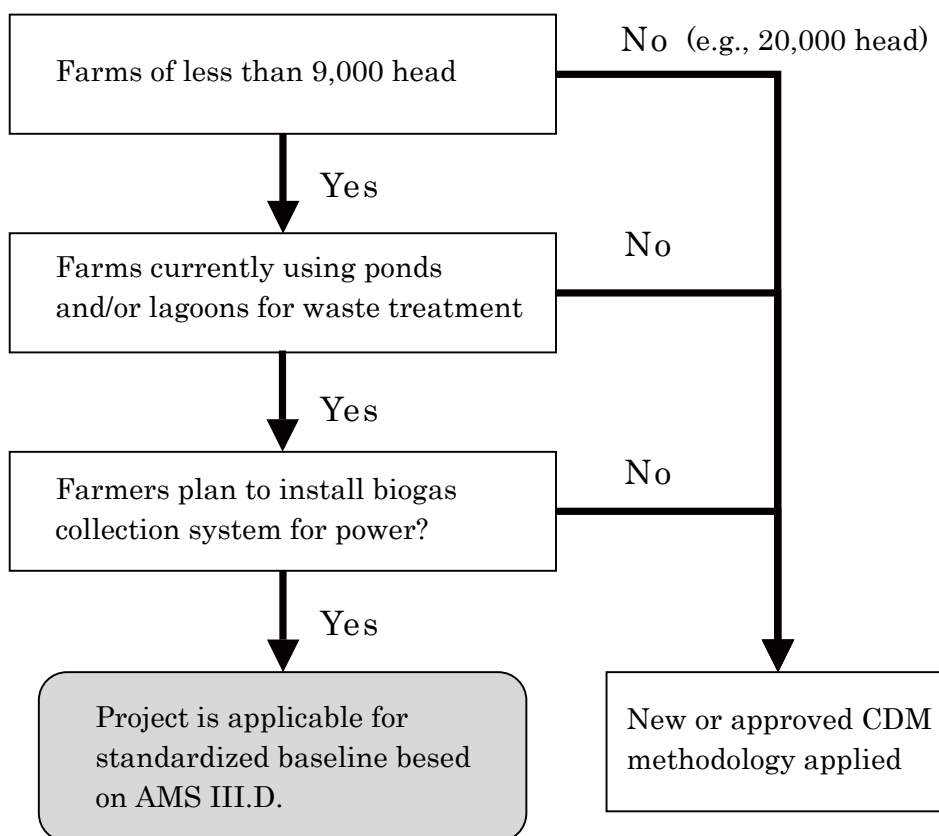 Farms of less than 9,000 head
No (e.g., 20,000 head)
Yes
Farms currently using ponds
and/or lagoons for waste treatment
No
Yes
Farmers plan to install biogas
collection system for power?
No
Yes
Project is applicable for
standardized baseline besed
on AMS III.D.
New or approved CDM
methodology applied